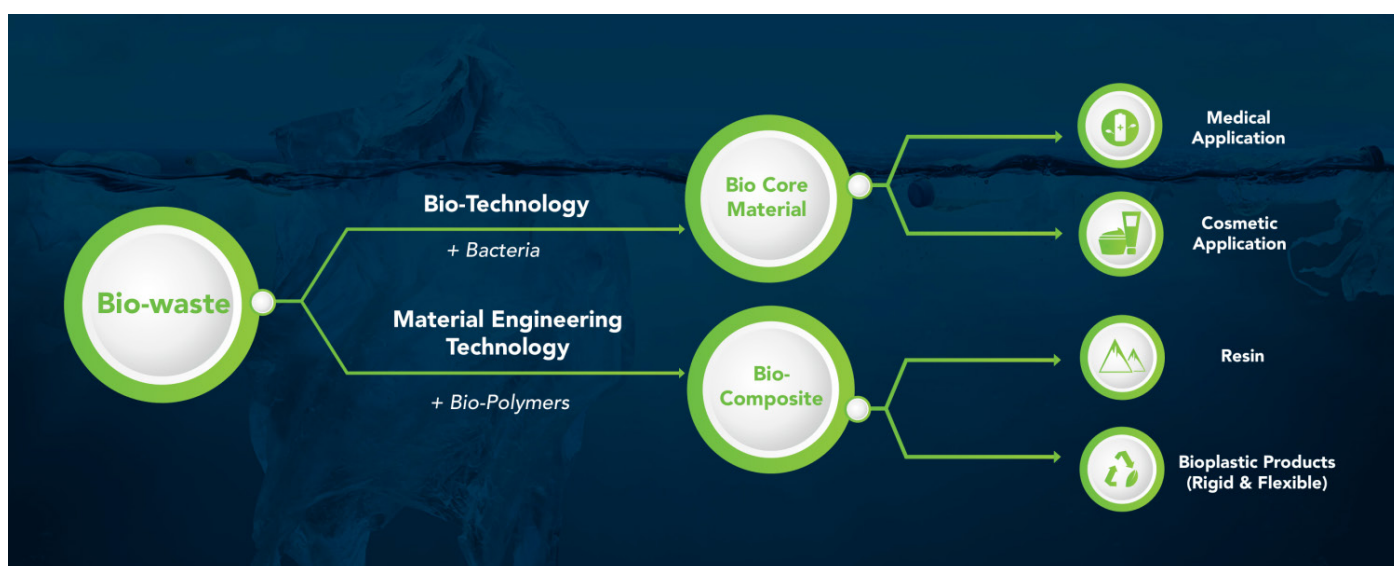 Bio-waste
Bio-Technology
+ Bacteria
Material Engineering
Technology
+ Bio-Polymers
Bio Core
Material
Bio-
Composite
Medical
Application
Cosmetic
Application
Resin
Bioplastic Products
(Rigid & Flexible)